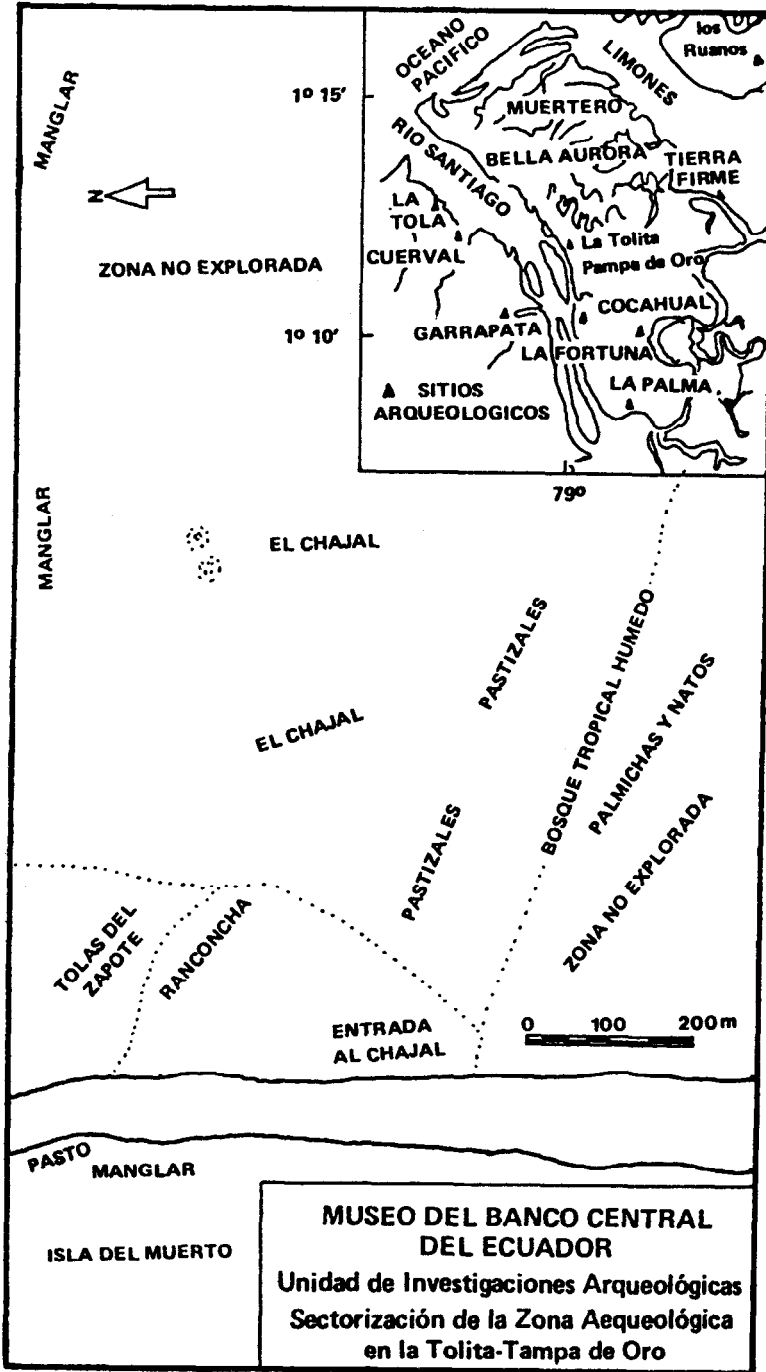 OCEANO
PACIFICO
los
Ruanos
LIMONES
1º 15'
MUERTERO
RIO SANTIAGO
BELLA AURORA
TIERRA
FIRME
LA
TOLA
CUERVAL
La Tolita
Pampa de Oro
COCAHUAL
GARRAPATA
1º 10'
LA FORTUNA
LA PALMA
SITIOS
ARQUEOLOGICOS
79º
MANGLAR
N
ZONA NO EXPLORADA
MANGLAR
EL CHAJAL
PASTIZALES
BOSQUE TROPICAL HUMEDO
PALMICHAS Y NATOS
EL CHAJAL
PASTIZALES
ZONA NO EXPLORADA
TOLAS DEL
ZAPOTE
RANCONCHA
ENTRADA
AL CHAJAL
0 100 200m
PASTO
MANGLAR
ISLA DEL MUERTO
MUSEO DEL BANCO CENTRAL
DEL ECUADOR
Unidad de Investigaciones Arqueológicas
Sectorización de la Zona Aequeológica
en la Tolita-Tampa de Oro